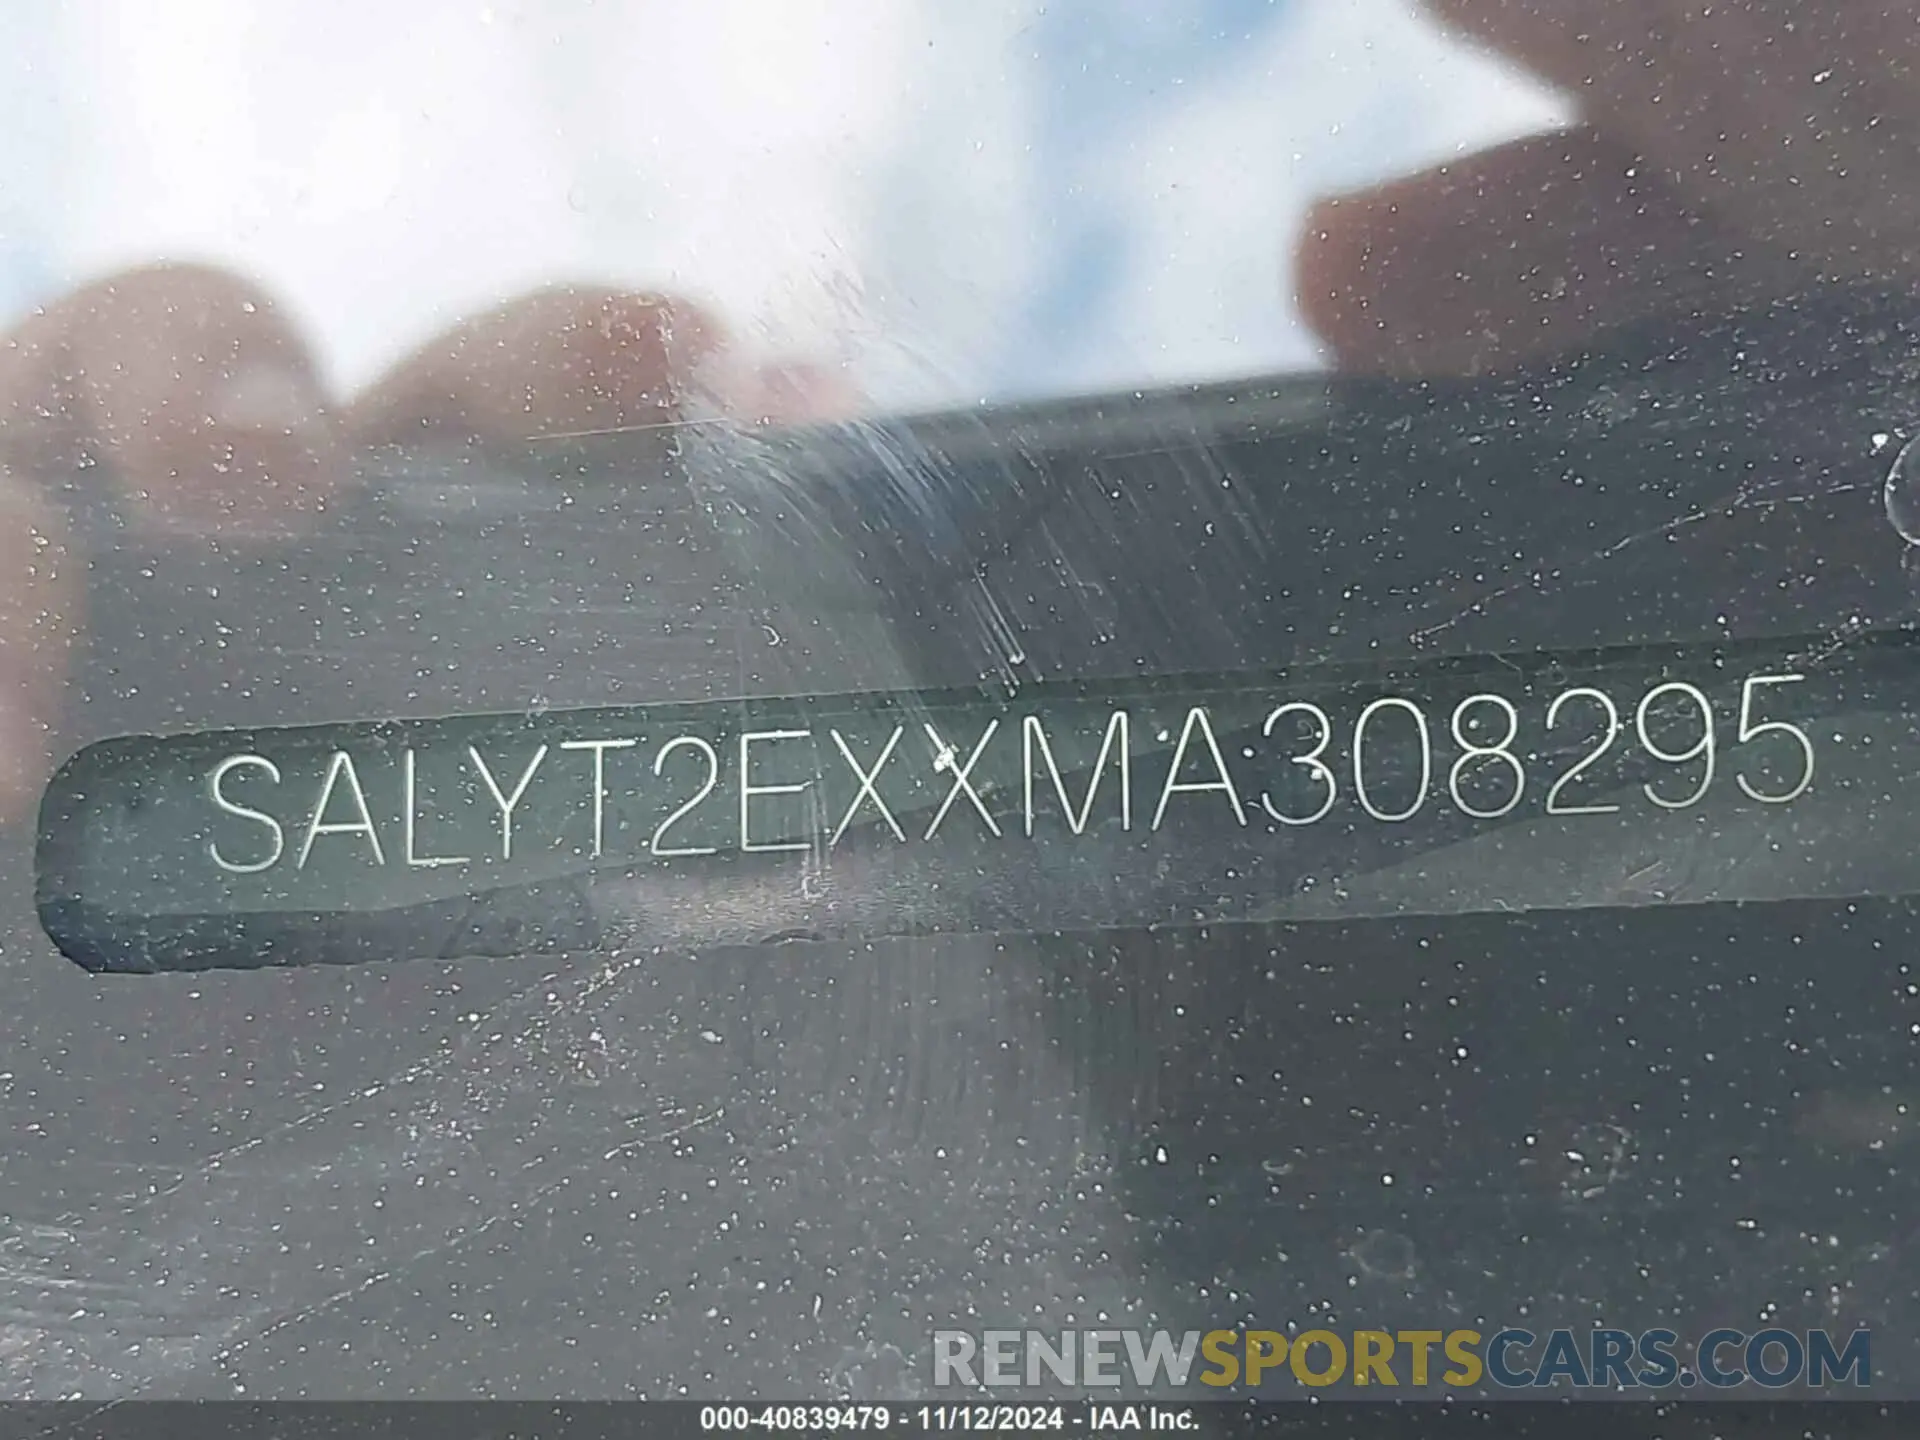 SALYT2EXXMA308295
RENEWSPORTSCARS.COM
000-40839479 - 11/12/2024 - IAA Inc.